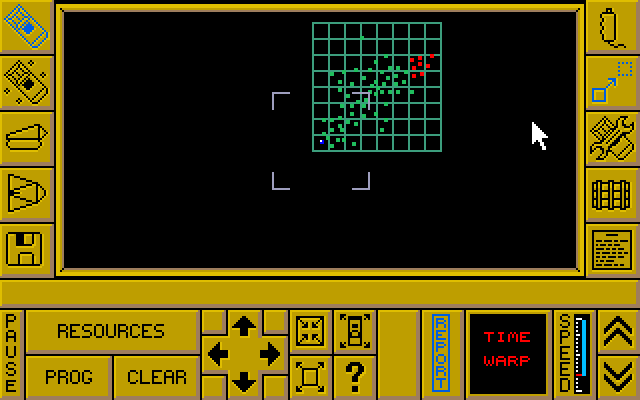 PAUSE
RESOURCES
PROG
CLEAR
?
REPORT
TIME
WARP
SPEED